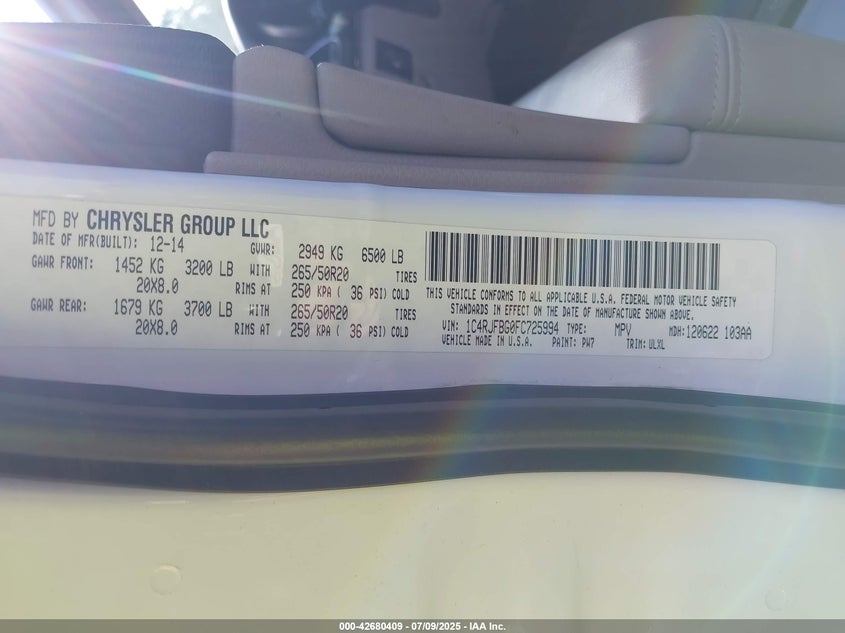 MFD BY CHRYSLER GROUP LLC
DATE OF MFR(BUILT): 12-14 GVWR: 2949 KG 6500 LB
GAWR FRONT: 1452 KG 3200 LB WITH 265/50R20 TIRES
20X8.0 RIMS AT 250 KPA ( 36 PSI) COLD
GAWR REAR: 1679 KG 3700 LB WITH 265/50R20 TIRES
20X8.0 RIMS AT 250 KPA ( 36 PSI) COLD
THIS VEHICLE CONFORMS TO ALL APPLICABLE U.S.A. FEDERAL MOTOR VEHICLE SAFETY
STANDARDS IN EFFECT ON THE DATE OF MANUFACTURE SHOWN ABOVE.
VIN: 1C4RJFBG0FC725994 TYPE: MPV MDH:120622 103AA
VEHICLE MADE IN U.S.A. PAINT: PW7 TRIM:ULXL
000-42680409 - 07/09/2025 - IAA Inc.